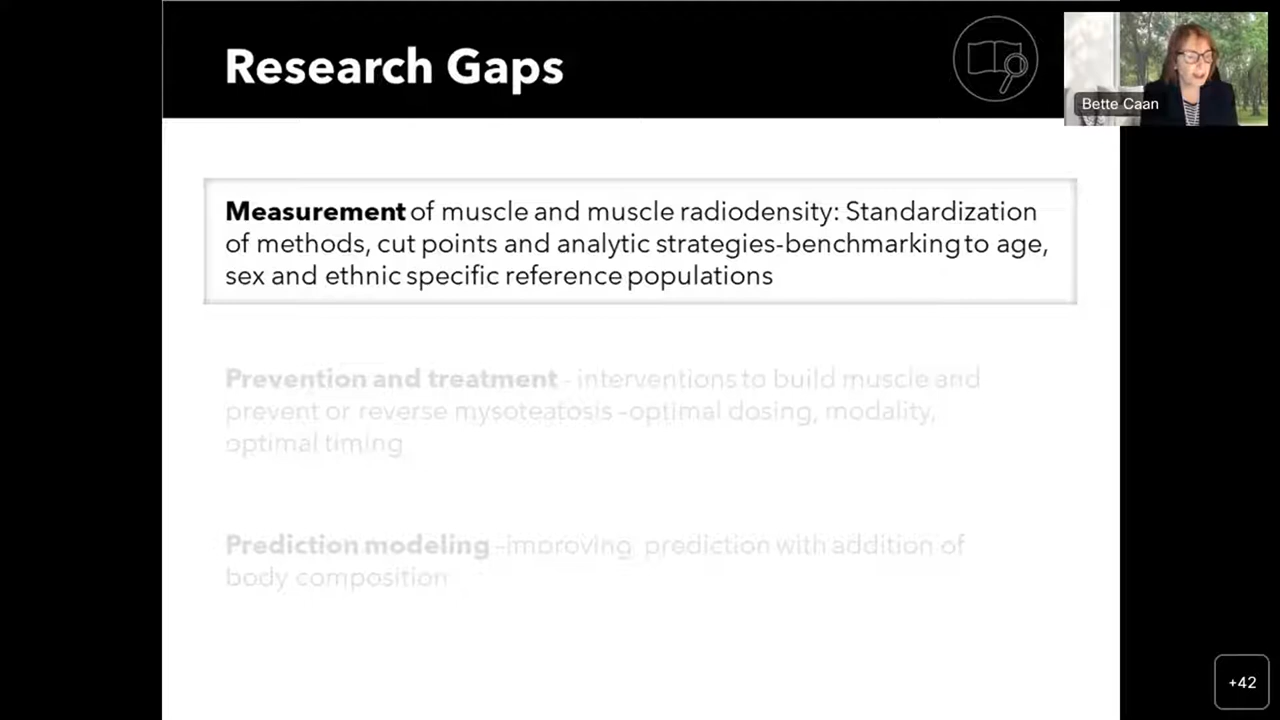 Research Gaps
Bette Caan
Measurement of muscle and muscle radiodensity: Standardization
of methods, cut points and analytic strategies-benchmarking to age,
sex and ethnic specific reference populations
Prevention and treatment - interventions to build muscle and
prevent or reverse mysoteatosis -optimal dosing, modality,
optimal timing
Prediction modeling -improving prediction with addition of
body composition
+42